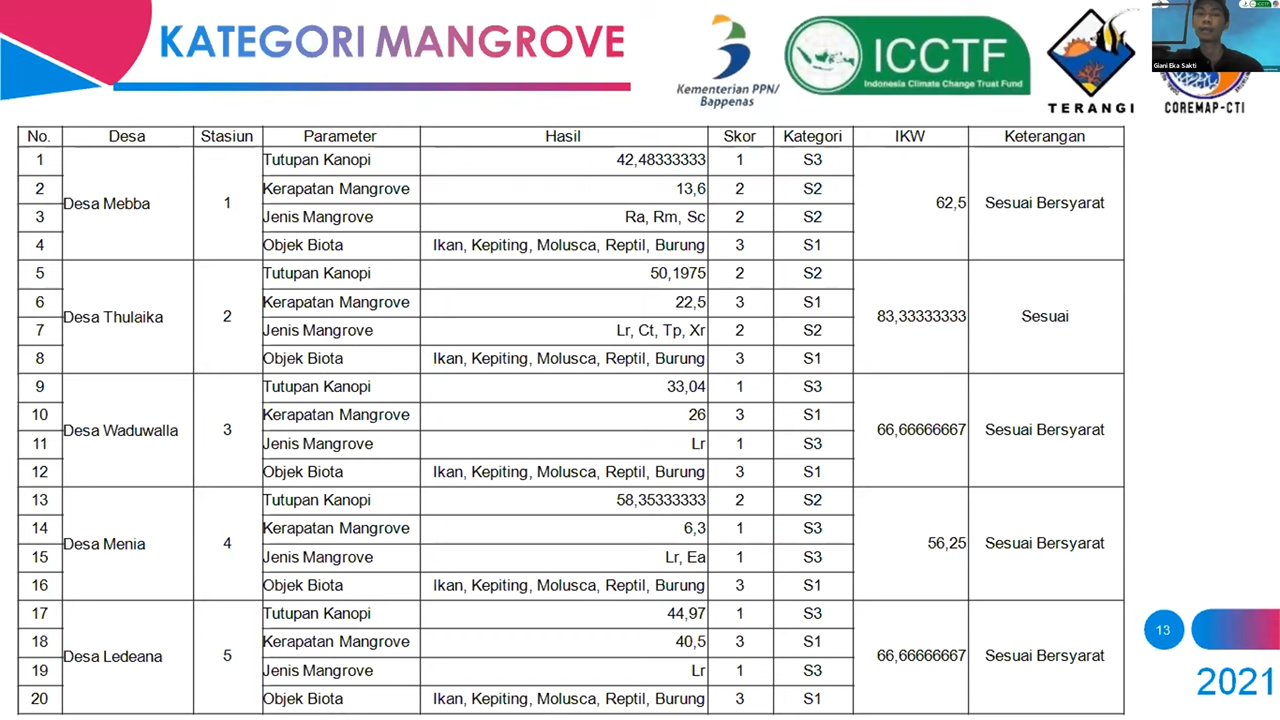 KATEGORI MANGROVE
Kementerian PPN/
Bappenas
ICCTF
Indonesia Climate Change Trust Fund
TERANGI
COREMAP-CTI
ICCTF
Giani Eka Sakti
No. Desa Stasiun Parameter Hasil Skor Kategori IKW Keterangan
1 Desa Mebba 1 Tutupan Kanopi 42,48333333 1 S3 62,5 Sesuai Bersyarat
2 Kerapatan Mangrove 13,6 2 S2
3 Jenis Mangrove Ra, Rm, Sc 2 S2
4 Objek Biota Ikan, Kepiting, Molusca, Reptil, Burung 3 S1
5 Desa Thulaika 2 Tutupan Kanopi 50,1975 2 S2 83,33333333 Sesuai
6 Kerapatan Mangrove 22,5 3 S1
7 Jenis Mangrove Lr, Ct, Tp, Xr 2 S2
8 Objek Biota Ikan, Kepiting, Molusca, Reptil, Burung 3 S1
9 Desa Waduwalla 3 Tutupan Kanopi 33,04 1 S3 66,66666667 Sesuai Bersyarat
10 Kerapatan Mangrove 26 3 S1
11 Jenis Mangrove Lr 1 S3
12 Objek Biota Ikan, Kepiting, Molusca, Reptil, Burung 3 S1
13 Desa Menia 4 Tutupan Kanopi 58,35333333 2 S2 56,25 Sesuai Bersyarat
14 Kerapatan Mangrove 6,3 1 S3
15 Jenis Mangrove Lr, Ea 1 S3
16 Objek Biota Ikan, Kepiting, Molusca, Reptil, Burung 3 S1
17 Desa Ledeana 5 Tutupan Kanopi 44,97 1 S3 66,66666667 Sesuai Bersyarat
18 Kerapatan Mangrove 40,5 3 S1
19 Jenis Mangrove Lr 1 S3
20 Objek Biota Ikan, Kepiting, Molusca, Reptil, Burung 3 S1
13
2021